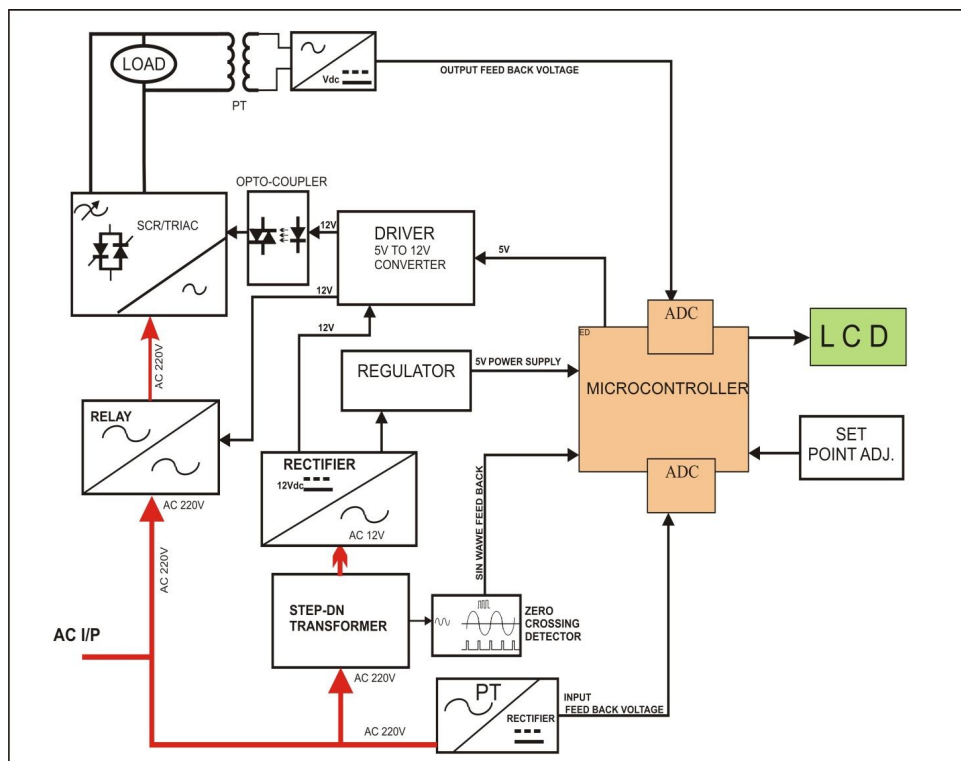 LOAD
PT
Vdc
OUTPUT FEED BACK VOLTAGE
OPTO-COUPLER
SCR/TRIAC
12V
DRIVER
5V TO 12V
CONVERTER
5V
12V
12V
ADC
ED
MICROCONTROLLER
LCD
AC 220V
REGULATOR
5V POWER SUPPLY
RELAY
SET
POINT ADJ.
RECTIFIER
12Vdc
AC 12V
ADC
AC 220V
AC 220V
SIN WAWE FEED BACK
STEP-DN
TRANSFORMER
ZERO
CROSSING
DETECTOR
AC I/P
AC 220V
PT
RECTIFIER
INPUT
FEED BACK VOLTAGE
AC 220V